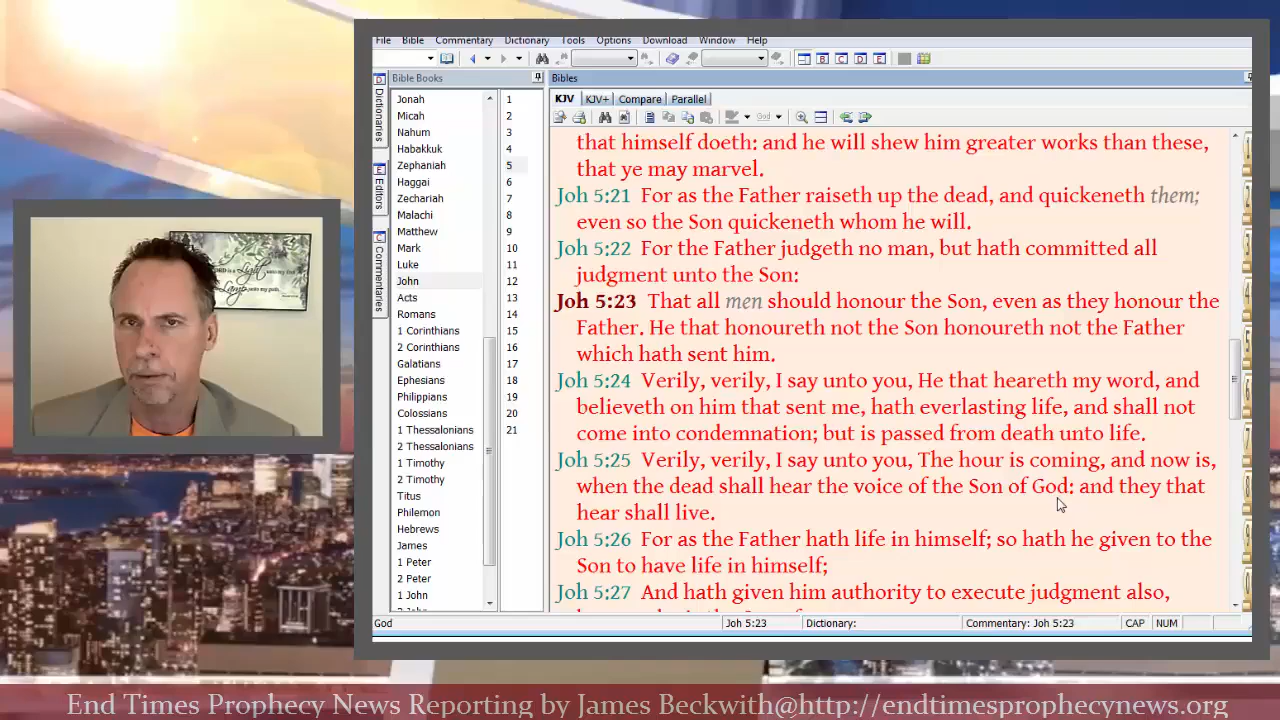 File Bible Commentary Dictionary Tools Options Download Window Help
Bible Books
Bibles
Dictionaries
Editors
Commentaries
Jonah
Micah
Nahum
Habakkuk
Zephaniah
Haggai
Zechariah
Malachi
Matthew
Mark
Luke
John
Acts
Romans
1 Corinthians
2 Corinthians
Galatians
Ephesians
Philippians
Colossians
1 Thessalonians
2 Thessalonians
1 Timothy
2 Timothy
Titus
Philemon
Hebrews
James
1 Peter
2 Peter
1 John
1
2
3
4
5
6
7
8
9
10
11
12
13
14
15
16
17
18
19
20
21
KJV KJV+ Compare Parallel
that himself doeth: and he will shew him greater works than these,
that ye may marvel.
Joh 5:21 For as the Father raiseth up the dead, and quickeneth them;
even so the Son quickeneth whom he will.
Joh 5:22 For the Father judgeth no man, but hath committed all
judgment unto the Son:
Joh 5:23 That all men should honour the Son, even as they honour the
Father. He that honoureth not the Son honoureth not the Father
which hath sent him.
Joh 5:24 Verily, verily, I say unto you, He that heareth my word, and
believeth on him that sent me, hath everlasting life, and shall not
come into condemnation; but is passed from death unto life.
Joh 5:25 Verily, verily, I say unto you, The hour is coming, and now is,
when the dead shall hear the voice of the Son of God: and they that
hear shall live.
Joh 5:26 For as the Father hath life in himself; so hath he given to the
Son to have life in himself;
Joh 5:27 And hath given him authority to execute judgment also,
God Joh 5:23 Dictionary: Commentary: Joh 5:23 CAP NUM
Light
Lamp
End Times Prophecy News Reporting by James Beckwith@http://endtimesprophecynews.org